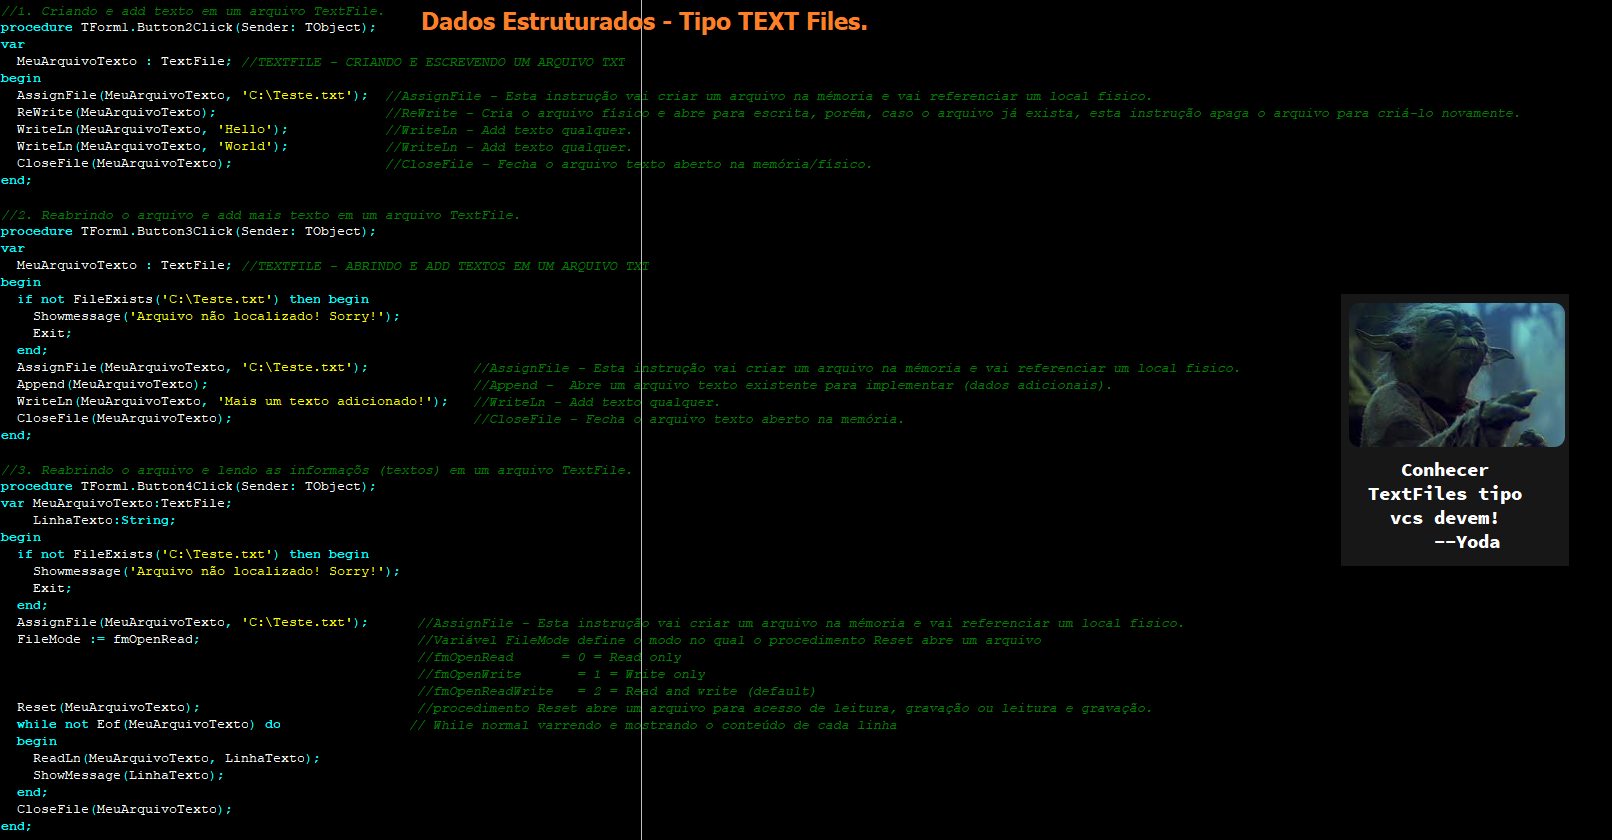 Dados Estruturados - Tipo TEXT Files.
//1. Criando e add texto em um arquivo TextFile.
procedure TForm1.Button2Click(Sender: TObject);
var
  MeuArquivoTexto : TextFile; //TEXTFILE - CRIANDO E ESCREVENDO UM ARQUIVO TXT
begin
  AssignFile(MeuArquivoTexto, 'C:\Teste.txt');  //AssignFile - Esta instrução vai criar um arquivo na mémoria e vai referenciar um local fisico.
  ReWrite(MeuArquivoTexto);                     //ReWrite - Cria o arquivo físico e abre para escrita, porém, caso o arquivo já exista, esta instrução apaga o arquivo para criá-lo novamente.
  WriteLn(MeuArquivoTexto, 'Hello');            //WriteLn - Add texto qualquer.
  WriteLn(MeuArquivoTexto, 'World');            //WriteLn - Add texto qualquer.
  CloseFile(MeuArquivoTexto);                   //CloseFile - Fecha o arquivo texto aberto na memória/físico.
end;

//2. Reabrindo o arquivo e add mais texto em um arquivo TextFile.
procedure TForm1.Button3Click(Sender: TObject);
var
  MeuArquivoTexto : TextFile; //TEXTFILE - ABRINDO E ADD TEXTOS EM UM ARQUIVO TXT
begin
  if not FileExists('C:\Teste.txt') then begin
    Showmessage('Arquivo não localizado! Sorry!');
    Exit;
  end;
  AssignFile(MeuArquivoTexto, 'C:\Teste.txt');             //AssignFile - Esta instrução vai criar um arquivo na mémoria e vai referenciar um local fisico.
  Append(MeuArquivoTexto);                                 //Append -  Abre um arquivo texto existente para implementar (dados adicionais).
  WriteLn(MeuArquivoTexto, 'Mais um texto adicionado!');   //WriteLn - Add texto qualquer.
  CloseFile(MeuArquivoTexto);                              //CloseFile - Fecha o arquivo texto aberto na memória.
end;

//3. Reabrindo o arquivo e lendo as informaçõs (textos) em um arquivo TextFile.
procedure TForm1.Button4Click(Sender: TObject);
var MeuArquivoTexto:TextFile;
    LinhaTexto:String;
begin
  if not FileExists('C:\Teste.txt') then begin
    Showmessage('Arquivo não localizado! Sorry!');
    Exit;
  end;
  AssignFile(MeuArquivoTexto, 'C:\Teste.txt');      //AssignFile - Esta instrução vai criar um arquivo na mémoria e vai referenciar um local fisico.
  FileMode := fmOpenRead;                           //Variável FileMode define o modo no qual o procedimento Reset abre um arquivo
                                                    //fmOpenRead      = 0 = Read only
                                                    //fmOpenWrite       = 1 = Write only
                                                    //fmOpenReadWrite   = 2 = Read and write (default)
  Reset(MeuArquivoTexto);                           //procedimento Reset abre um arquivo para acesso de leitura, gravação ou leitura e gravação.
  while not Eof(MeuArquivoTexto) do                // While normal varrendo e mostrando o conteúdo de cada linha
  begin
    ReadLn(MeuArquivoTexto, LinhaTexto);
    ShowMessage(LinhaTexto);
  end;
  CloseFile(MeuArquivoTexto);
end;
Conhecer
TextFiles tipo
vcs devem!
--Yoda